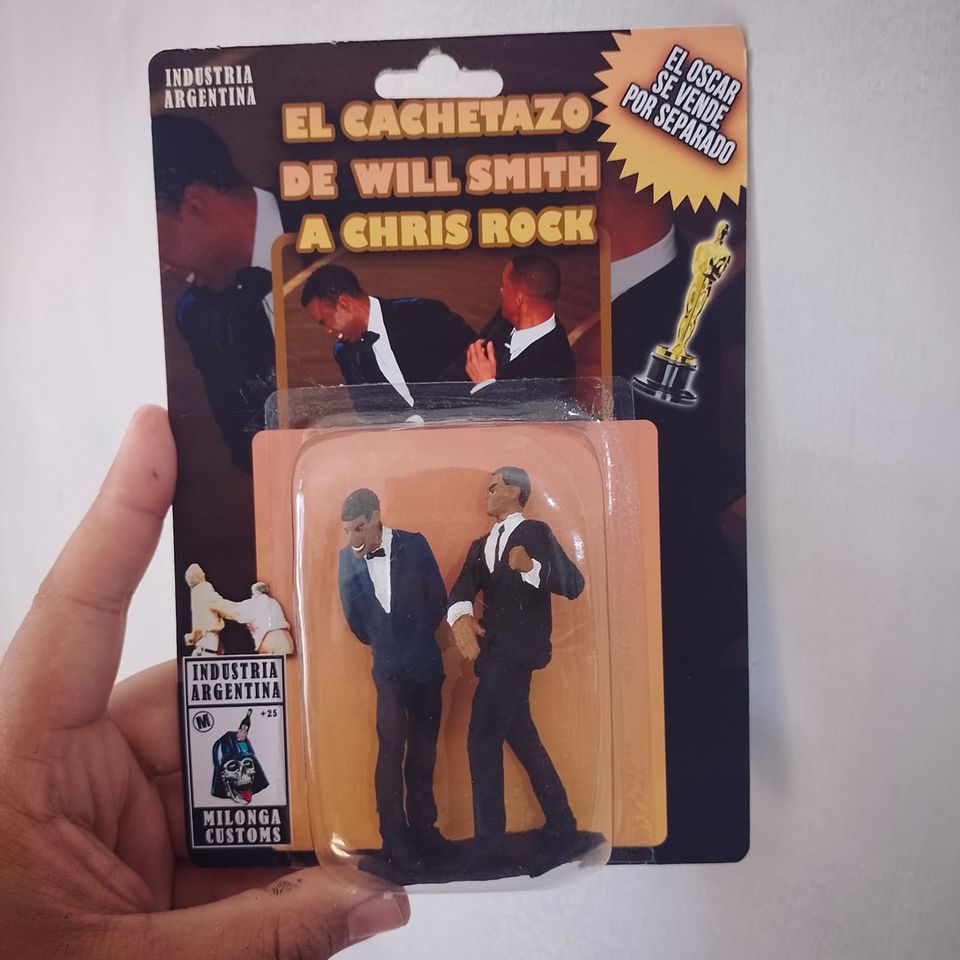 INDUSTRIA
ARGENTINA
EL CACHETAZO
DE WILL SMITH
A CHRIS ROCK
EL OSCAR
SE VENDE
POR SEPARADO
INDUSTRIA
ARGENTINA
M
+25
MILONGA
CUSTOMS